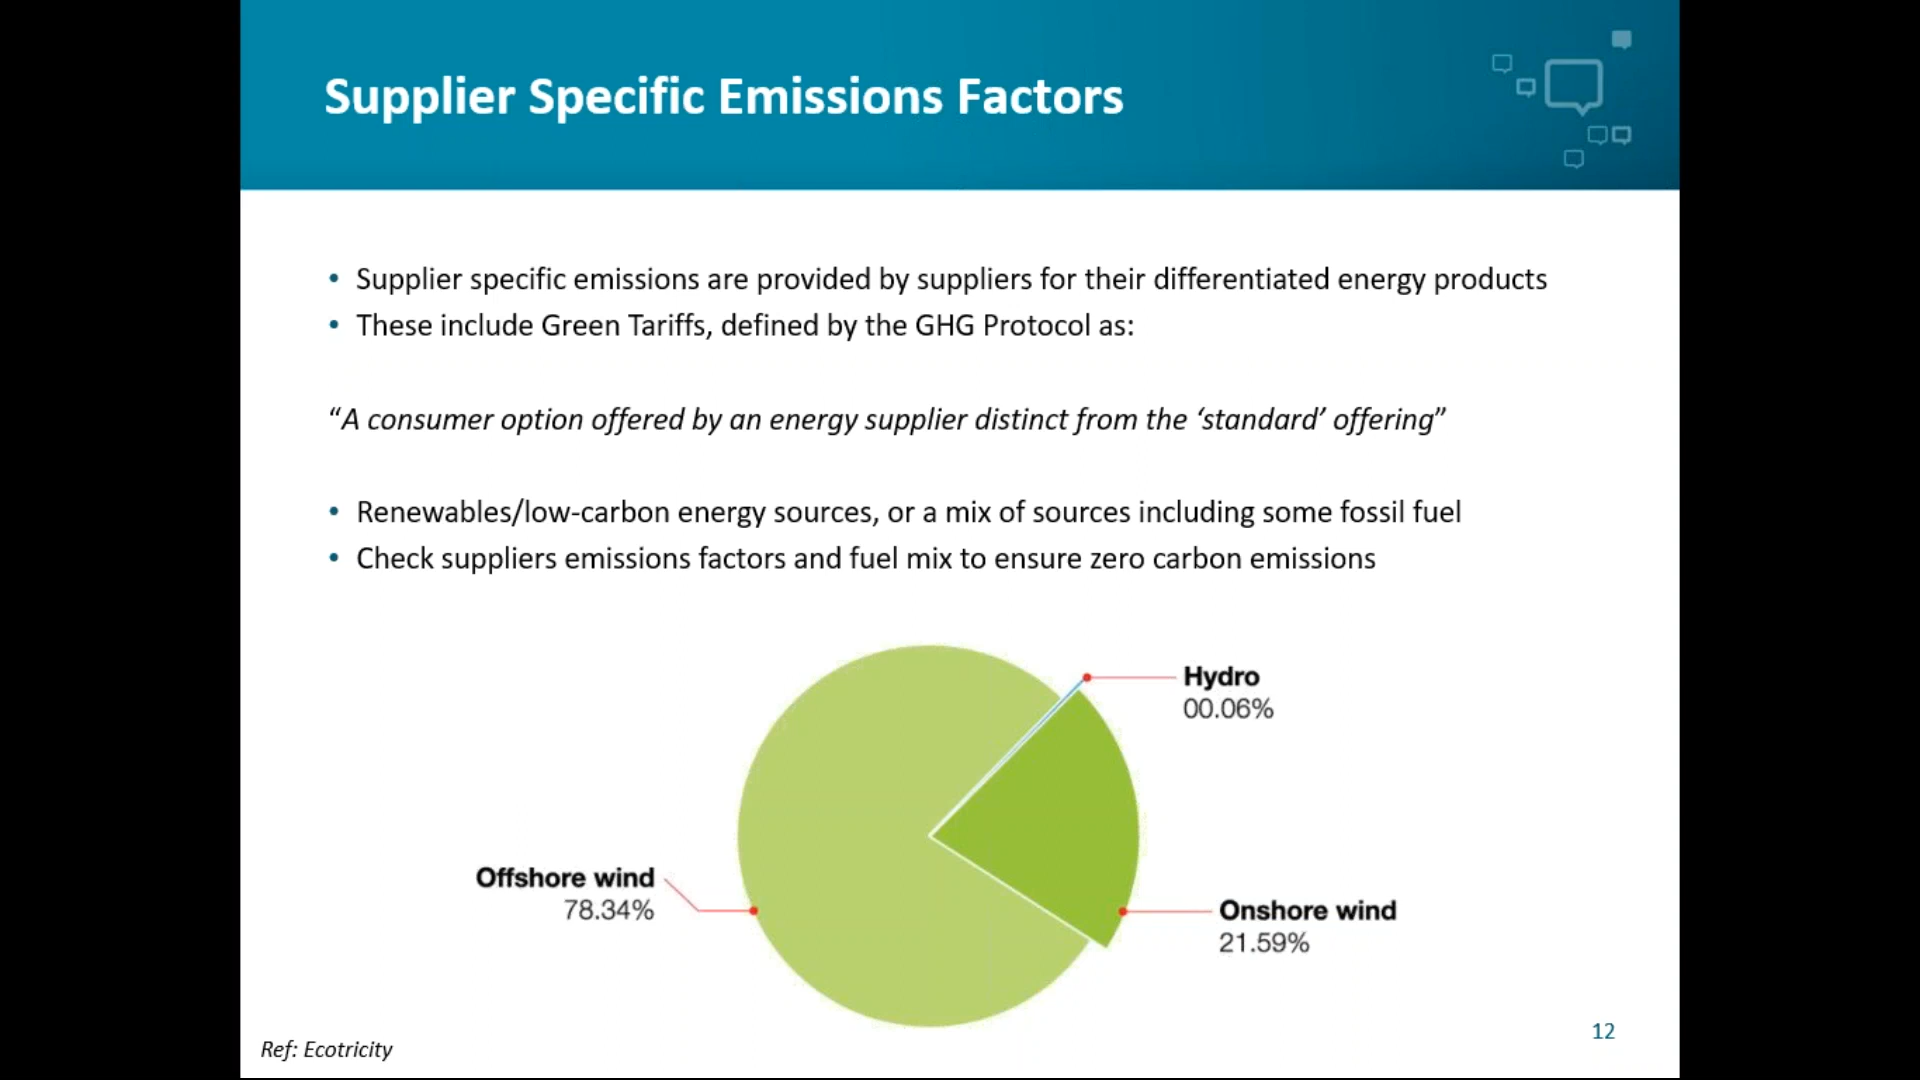 Supplier Specific Emissions Factors
• Supplier specific emissions are provided by suppliers for their differentiated energy products
• These include Green Tariffs, defined by the GHG Protocol as:
“A consumer option offered by an energy supplier distinct from the ‘standard’ offering”
• Renewables/low-carbon energy sources, or a mix of sources including some fossil fuel
• Check suppliers emissions factors and fuel mix to ensure zero carbon emissions
Hydro
00.06%
Offshore wind
78.34%
Onshore wind
21.59%
Ref: Ecotricity
12